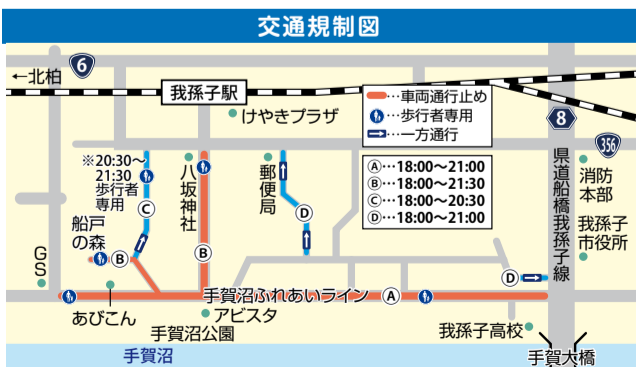 交通規制図
6
←北柏
我孫子駅
けやきプラザ
…車両通行止め
…歩行者専用
…一方通行
8
356
Ⓐ…18:00〜21:00
Ⓑ…18:00〜21:30
Ⓒ…18:00〜20:30
Ⓓ…18:00〜21:00
※20:30〜
21:30
歩行者
専用
Ⓒ
八坂神社
郵便局
Ⓓ
県道船橋我孫子線
消防
本部
我孫子
市役所
船戸
の森
Ⓑ
Ⓑ
GS
Ⓓ
手賀沼ふれあいライン
Ⓐ
あびこん
アビスタ
手賀沼公園
我孫子高校
手賀沼
手賀大橋